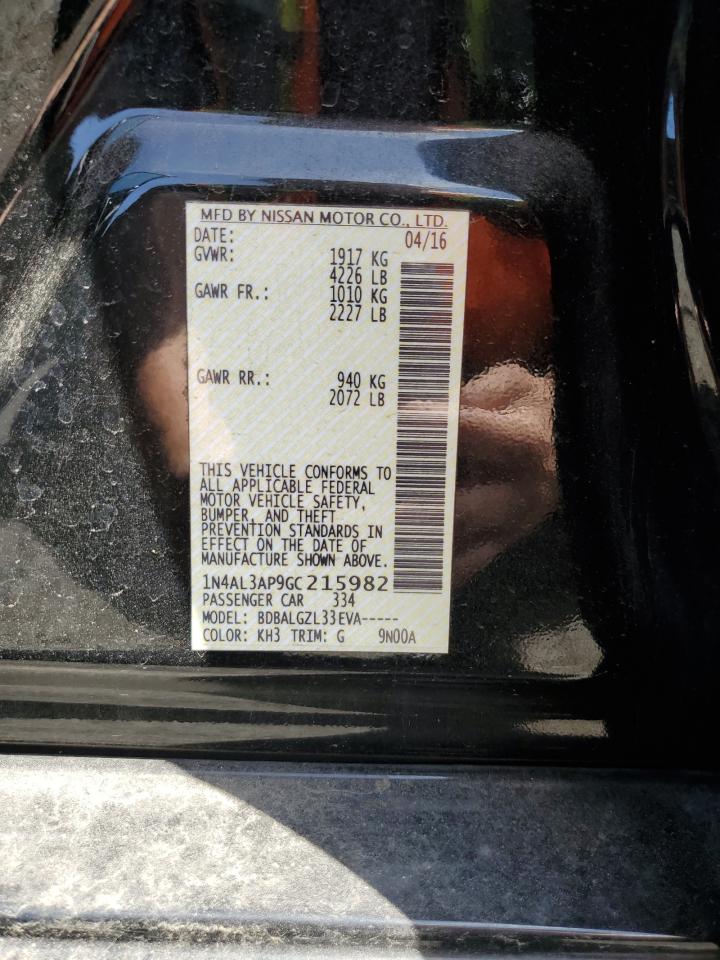 MFD BY NISSAN MOTOR CO., LTD.
DATE: 04/16
GVWR: 1917 KG
4226 LB
GAWR FR.: 1010 KG
2227 LB
GAWR RR.: 940 KG
2072 LB
THIS VEHICLE CONFORMS TO
ALL APPLICABLE FEDERAL
MOTOR VEHICLE SAFETY,
BUMPER, AND THEFT
PREVENTION STANDARDS IN
EFFECT ON THE DATE OF
MANUFACTURE SHOWN ABOVE.
1N4AL3AP9GC215982
PASSENGER CAR 334
MODEL: BDBALGZL33EVA-----
COLOR: KH3 TRIM: G 9N00A